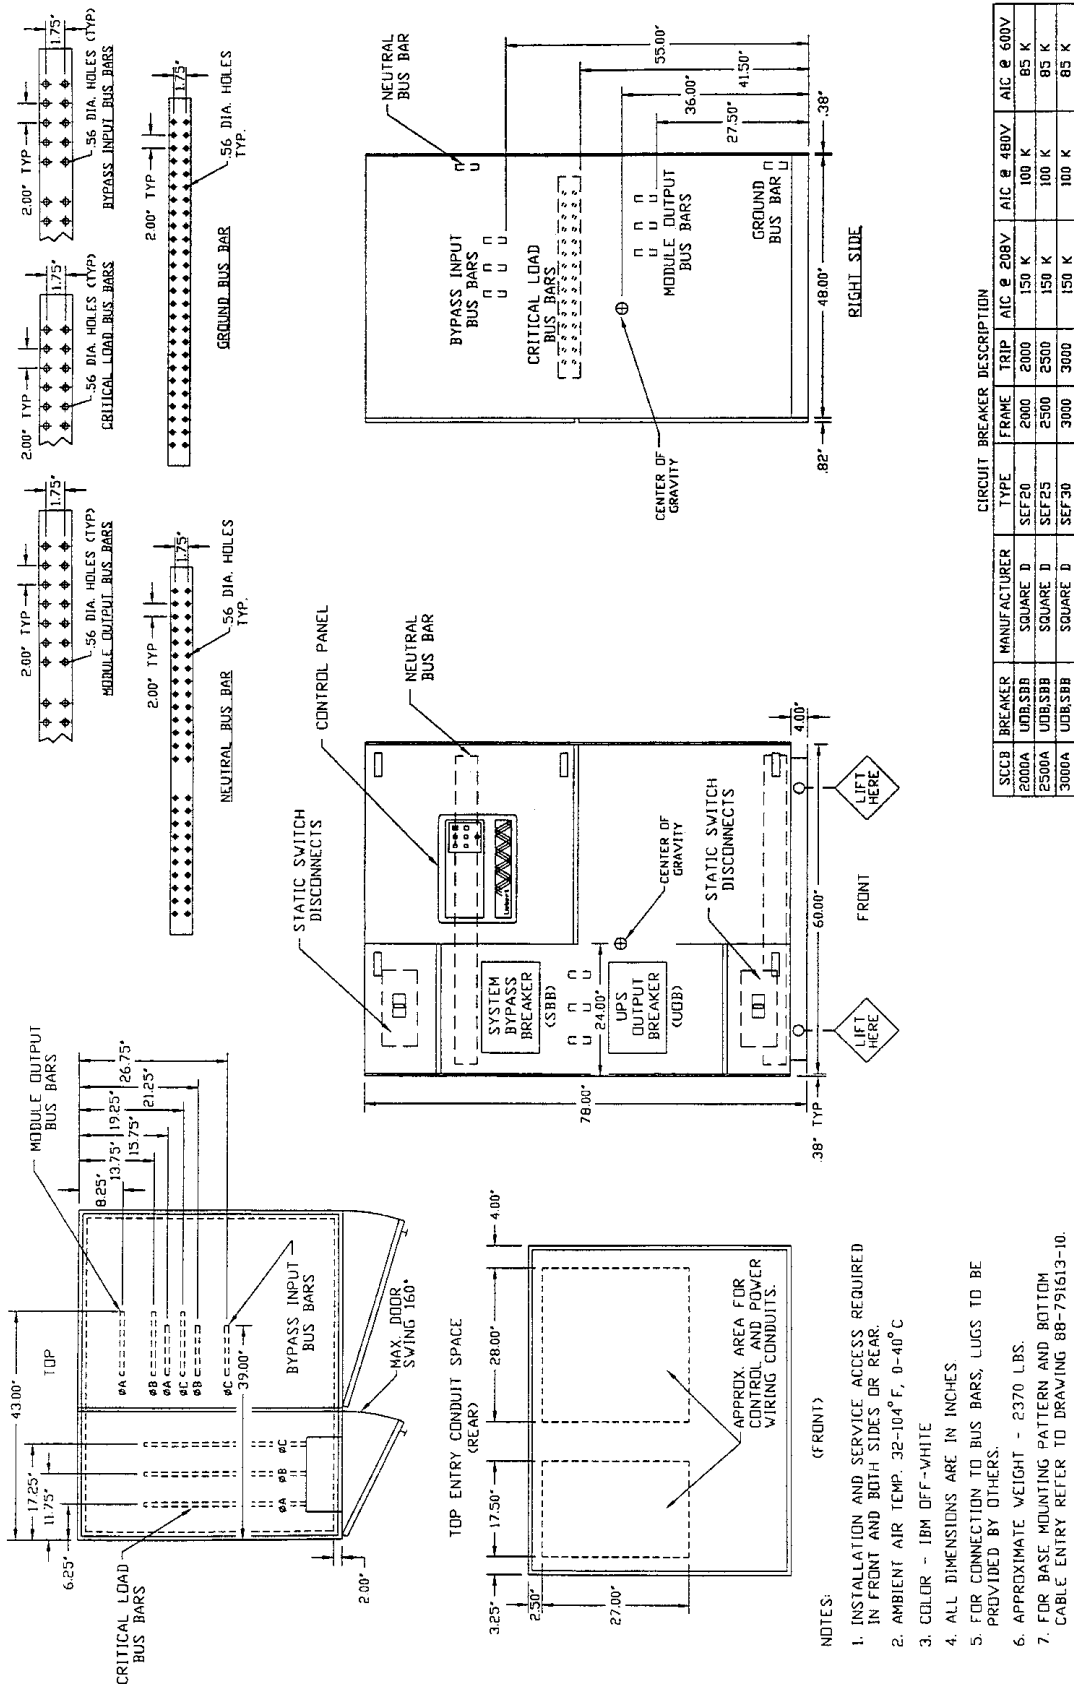 43.00"
17.25"
11.75"
6.25"
TOP
CRITICAL LOAD
BUS BARS
2.00"
ØA
ØB
ØC
ØA
ØB
ØA
ØC
ØB
ØC
8.25"
13.75"
15.75"
19.25"
21.25"
26.75"
MODULE OUTPUT
BUS BARS
39.00"
BYPASS INPUT
BUS BARS
MAX. DOOR
SWING 160°
TOP ENTRY CONDUIT SPACE
(REAR)
3.25"
17.50"
28.00"
4.00"
2.50"
27.00"
APPROX. AREA FOR
CONTROL AND POWER
WIRING CONDUITS.
(FRONT)
NOTES:
1. INSTALLATION AND SERVICE ACCESS REQUIRED
IN FRONT AND BOTH SIDES OR REAR.
2. AMBIENT AIR TEMP. 32-104°F, 0-40°C
3. COLOR - IBM OFF-WHITE
4. ALL DIMENSIONS ARE IN INCHES.
5. FOR CONNECTION TO BUS BARS, LUGS TO BE
PROVIDED BY OTHERS.
6. APPROXIMATE WEIGHT - 2370 LBS.
7. FOR BASE MOUNTING PATTERN AND BOTTOM
CABLE ENTRY REFER TO DRAWING 88-791613-10.
2.00" TYP
1.75"
.56 DIA. HOLES (TYP)
MODULE OUTPUT BUS BARS
2.00" TYP
1.75"
.56 DIA. HOLES (TYP)
CRITICAL LOAD BUS BARS
2.00" TYP
1.75"
.56 DIA. HOLES (TYP)
BYPASS INPUT BUS BARS
2.00" TYP
1.75"
.56 DIA. HOLES
TYP.
NEUTRAL BUS BAR
2.00" TYP
1.75"
.56 DIA. HOLES
TYP.
GROUND BUS BAR
STATIC SWITCH
DISCONNECTS
CONTROL PANEL
NEUTRAL
BUS BAR
Liebert
SYSTEM
BYPASS
BREAKER
(SBB)
24.00"
UPS
OUTPUT
BREAKER
(UOB)
CENTER OF
GRAVITY
STATIC SWITCH
DISCONNECTS
78.00"
.38" TYP
60.00"
4.00"
LIFT
HERE
LIFT
HERE
FRONT
NEUTRAL
BUS BAR
BYPASS INPUT
BUS BARS
CRITICAL LOAD
BUS BARS
MODULE OUTPUT
BUS BARS
GROUND
BUS BAR
CENTER OF
GRAVITY
55.00"
41.50"
36.00"
27.50"
.82"
48.00"
.38"
RIGHT SIDE
CIRCUIT BREAKER DESCRIPTION
SCCB BREAKER MANUFACTURER TYPE FRAME TRIP AIC @ 208V AIC @ 480V AIC @ 600V
2000A UOB,SBB SQUARE D SEF20 2000 2000 150 K 100 K 85 K
2500A UOB,SBB SQUARE D SEF25 2500 2500 150 K 100 K 85 K
3000A UOB,SBB SQUARE D SEF30 3000 3000 150 K 100 K 85 K